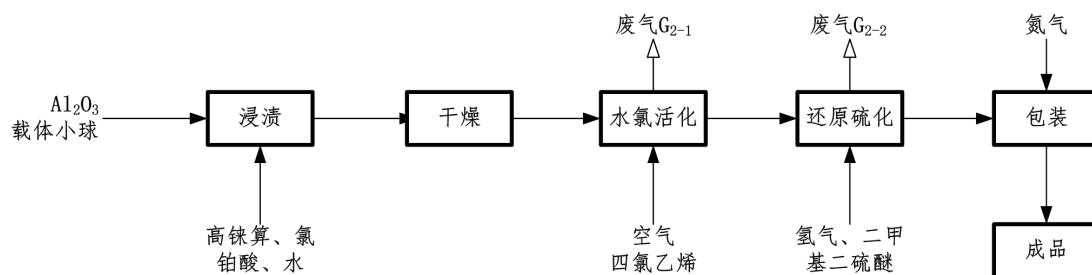 废气G2-1
废气G2-2
氮气
Al2O3
载体小球
浸渍
干燥
水氯活化
还原硫化
包装
高铼算、氯
铂酸、水
空气
四氯乙烯
氢气、二甲
基二硫醚
成品